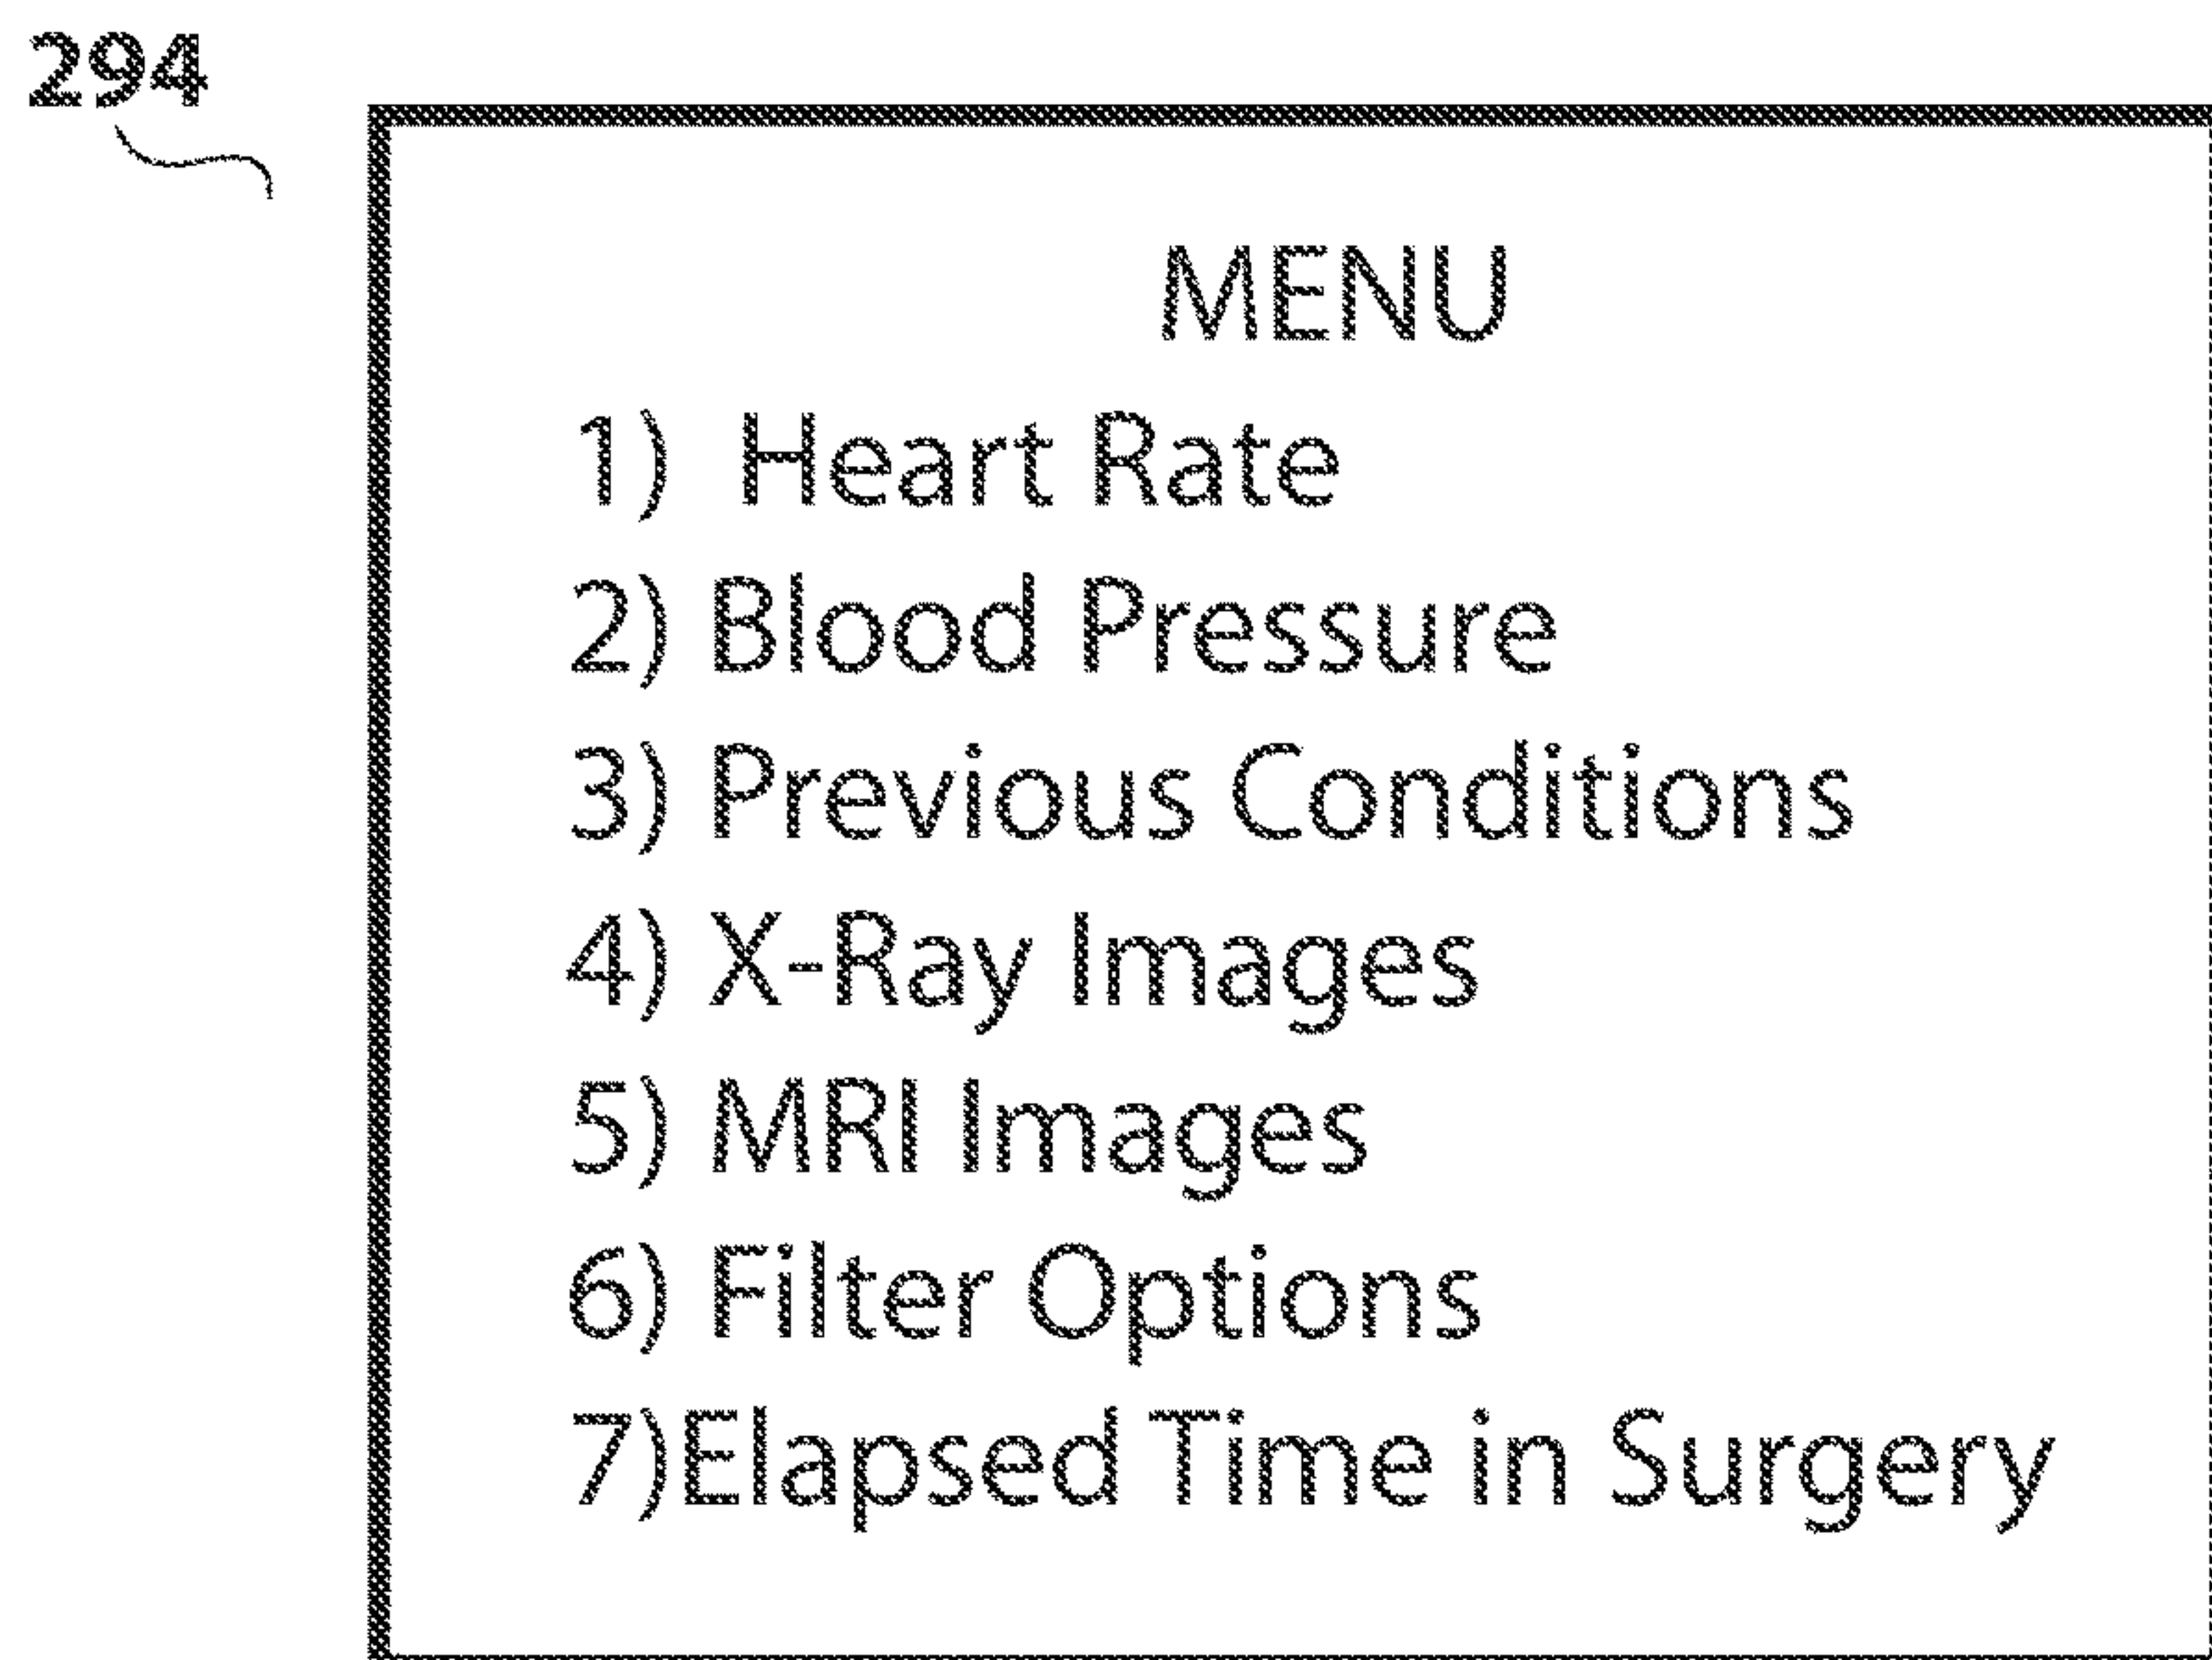 294
MENU
1) Heart Rate
2) Blood Pressure
3) Previous Conditions
4) X-Ray Images
5) MRI Images
6) Filter Options
7)Elapsed Time in Surgery